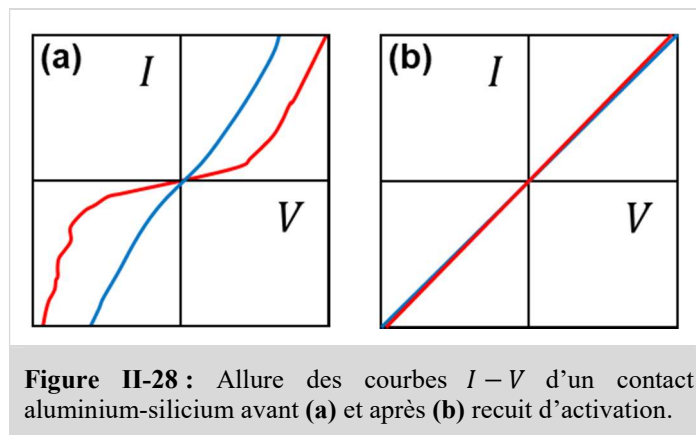 (a)
I
V
(b)
I
V
Figure II-28 : Allure des courbes I – V d’un contact
aluminium-silicium avant (a) et après (b) recuit d’activation.